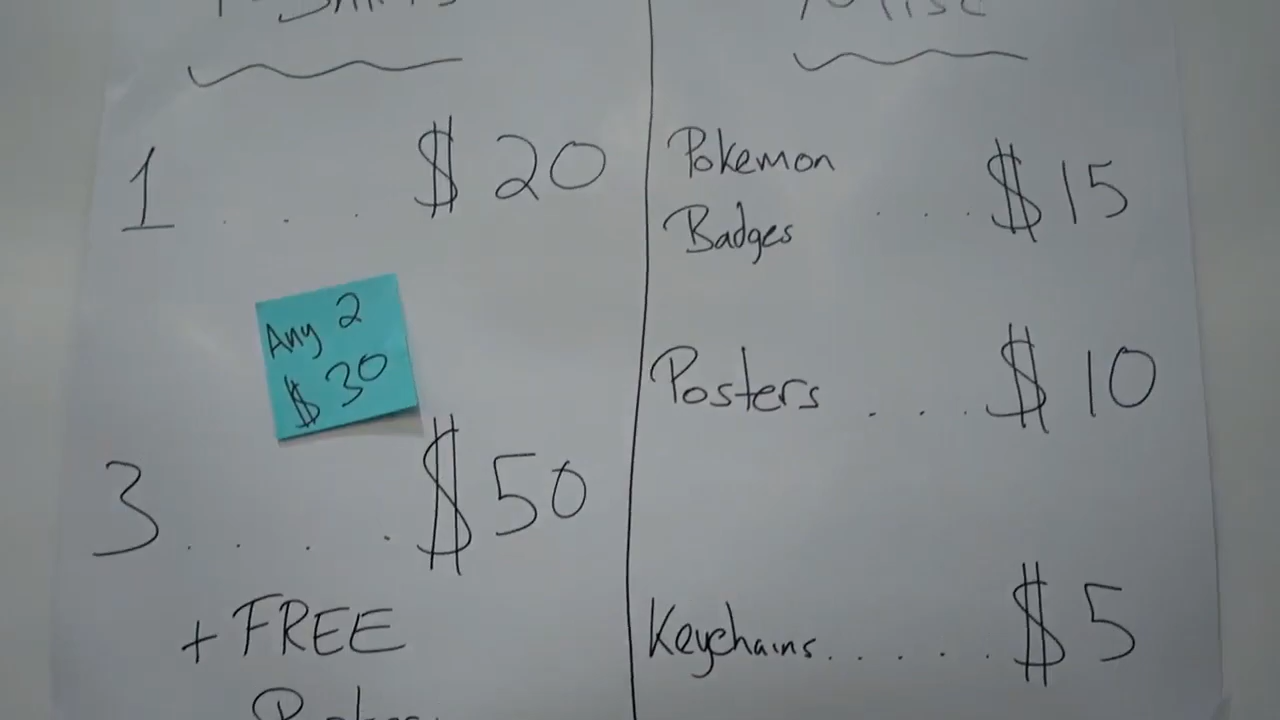 1 . . . $20
Any 2
$30
3 . . . . $50
+ FREE
Pokemon
Badges . . . $15
Posters . . . . $10
Keychains . . . . . $5